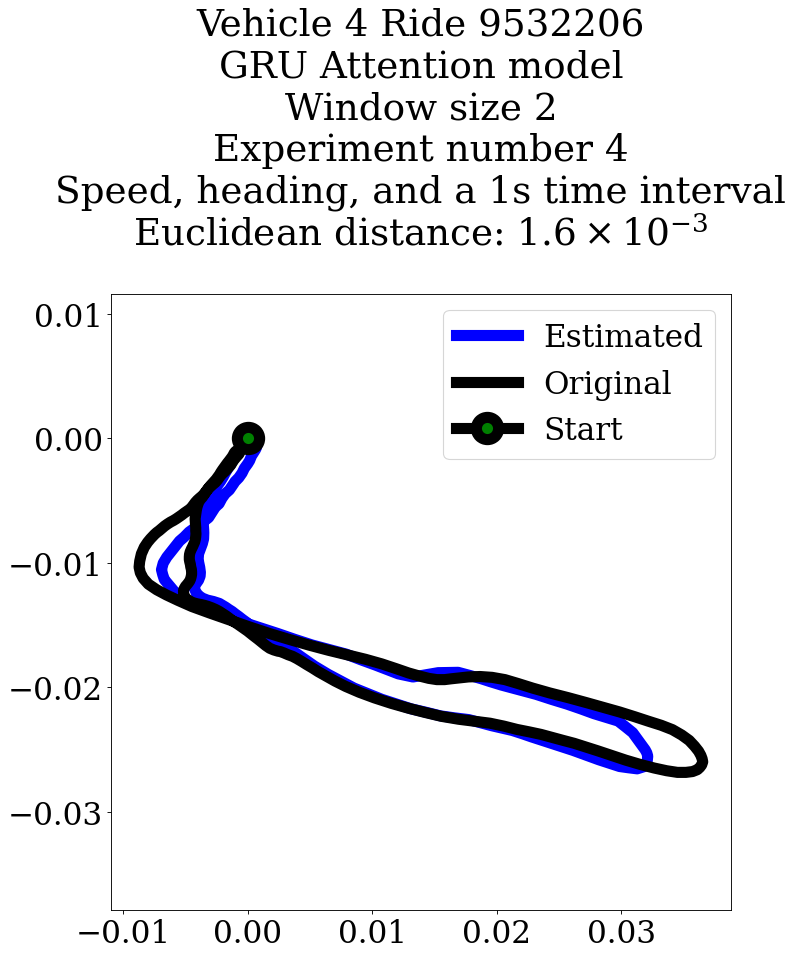 Vehicle 4 Ride 9532206
GRU Attention model
Window size 2
Experiment number 4
Speed, heading, and a 1s time interval
Euclidean distance: 1.6 × 10⁻³
0.01
Estimated
Original
Start
0.00
−0.01
−0.02
−0.03
−0.01 0.00 0.01 0.02 0.03